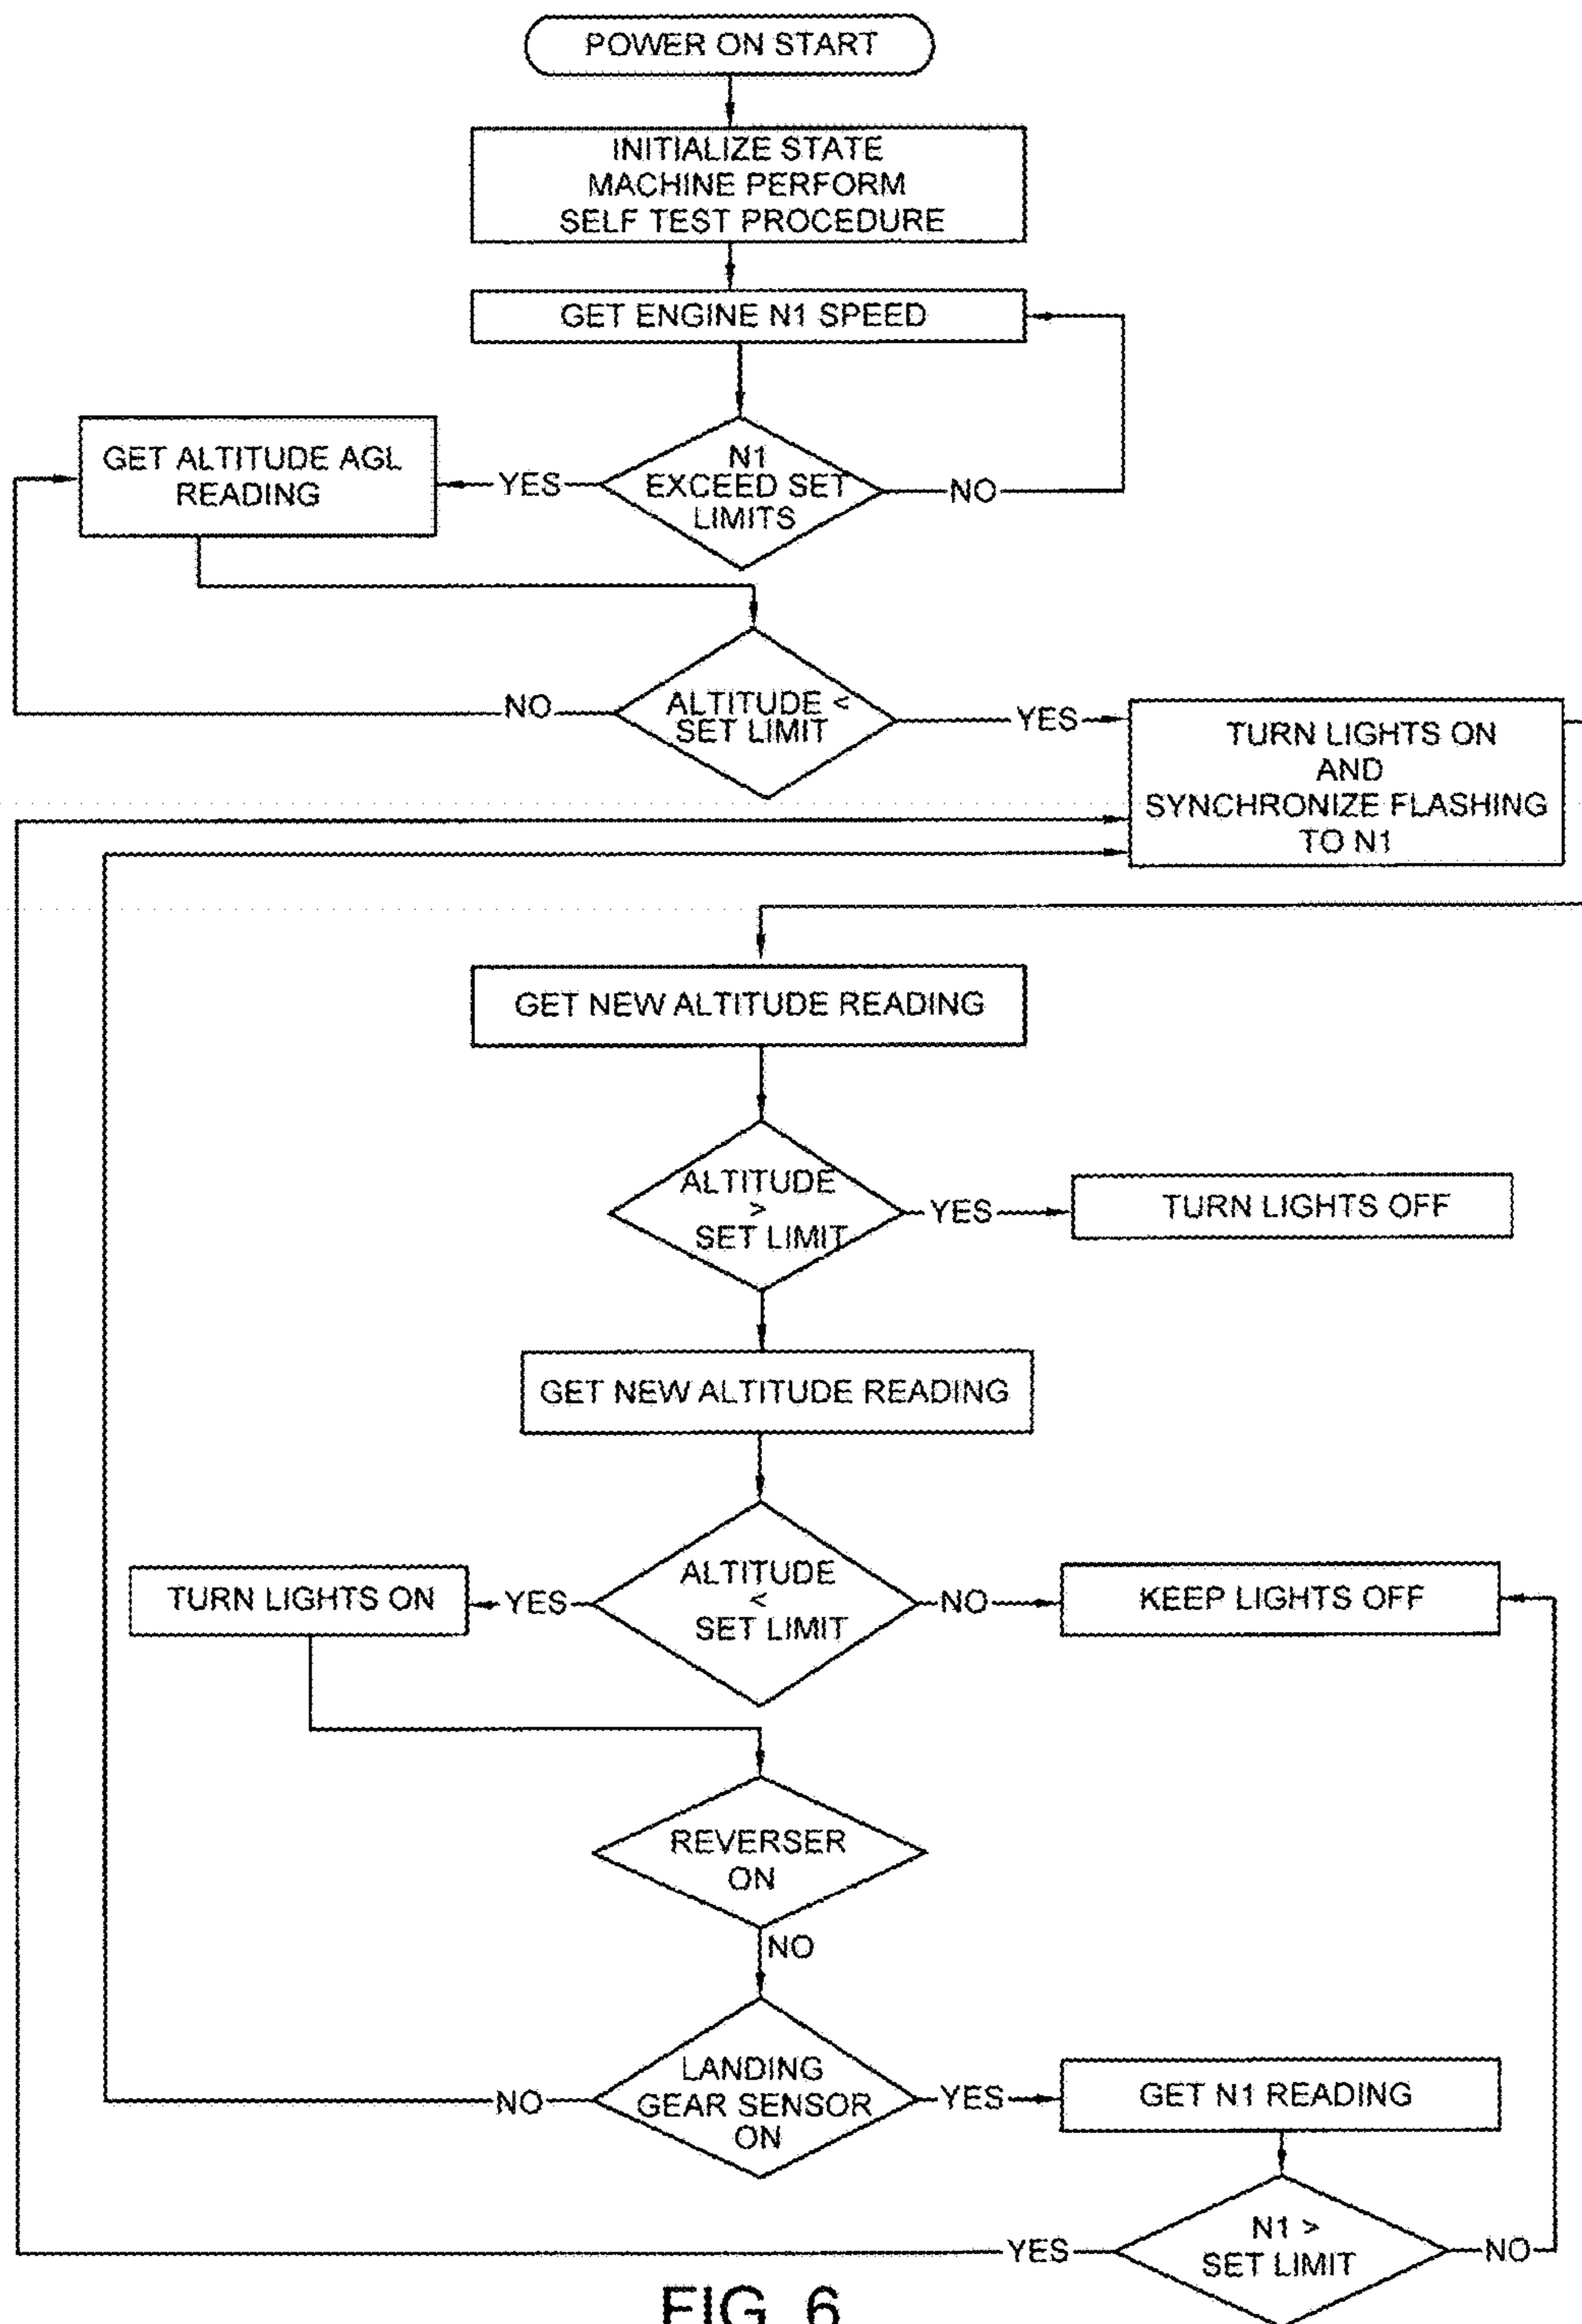 POWER ON START
INITIALIZE STATE
MACHINE PERFORM
SELF TEST PROCEDURE
GET ENGINE N1 SPEED
GET ALTITUDE AGL
READING
YES
N1
EXCEED SET
LIMITS
NO
NO
ALTITUDE <
SET LIMIT
YES
TURN LIGHTS ON
AND
SYNCHRONIZE FLASHING
TO N1
GET NEW ALTITUDE READING
ALTITUDE
>
SET LIMIT
YES
TURN LIGHTS OFF
GET NEW ALTITUDE READING
TURN LIGHTS ON
YES
ALTITUDE
<
SET LIMIT
NO
KEEP LIGHTS OFF
REVERSER
ON
NO
NO
LANDING
GEAR SENSOR
ON
YES
GET N1 READING
YES
N1 >
SET LIMIT
NO
FIG. 6